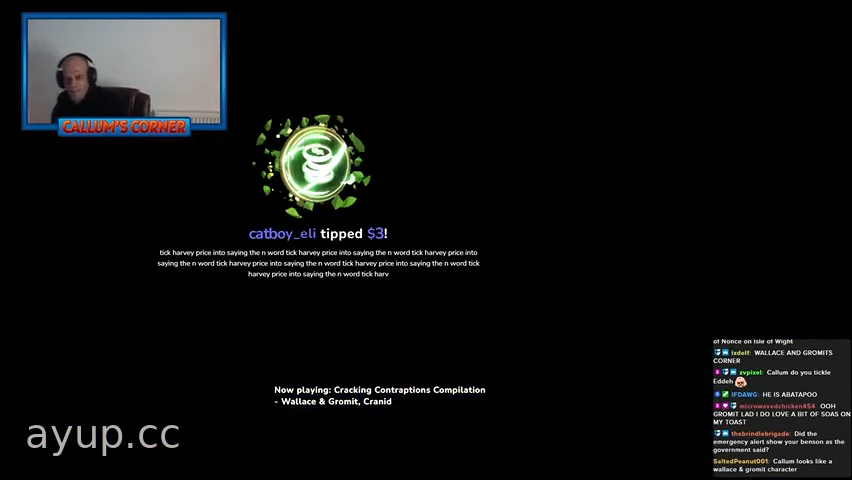 CALLUM'S CORNER
catboy_eli tipped $3!
tick harvey price into saying the n word tick harvey price into saying the n word tick harvey price into
saying the n word tick harvey price into saying the n word tick harvey price into saying the n word tick
harvey price into saying the n word tick harv
Now playing: Cracking Contraptions Compilation
- Wallace & Gromit, Cranid
ayup.cc
of Nonce on Isle of Wight
ixdelf: WALLACE AND GROMITS
CORNER
zvpixel: Callum do you tickle
Eddeh
IFDAWG: HE IS ABATAPOO
microwavedchicken454: OOH
GROMIT LAD I DO LOVE A BIT OF SOAS ON
MY TOAST
thebrindlebrigade: Did the
emergency alert show your benson as the
government said?
SaltedPeanut001: Callum looks like a
wallace & gromit character